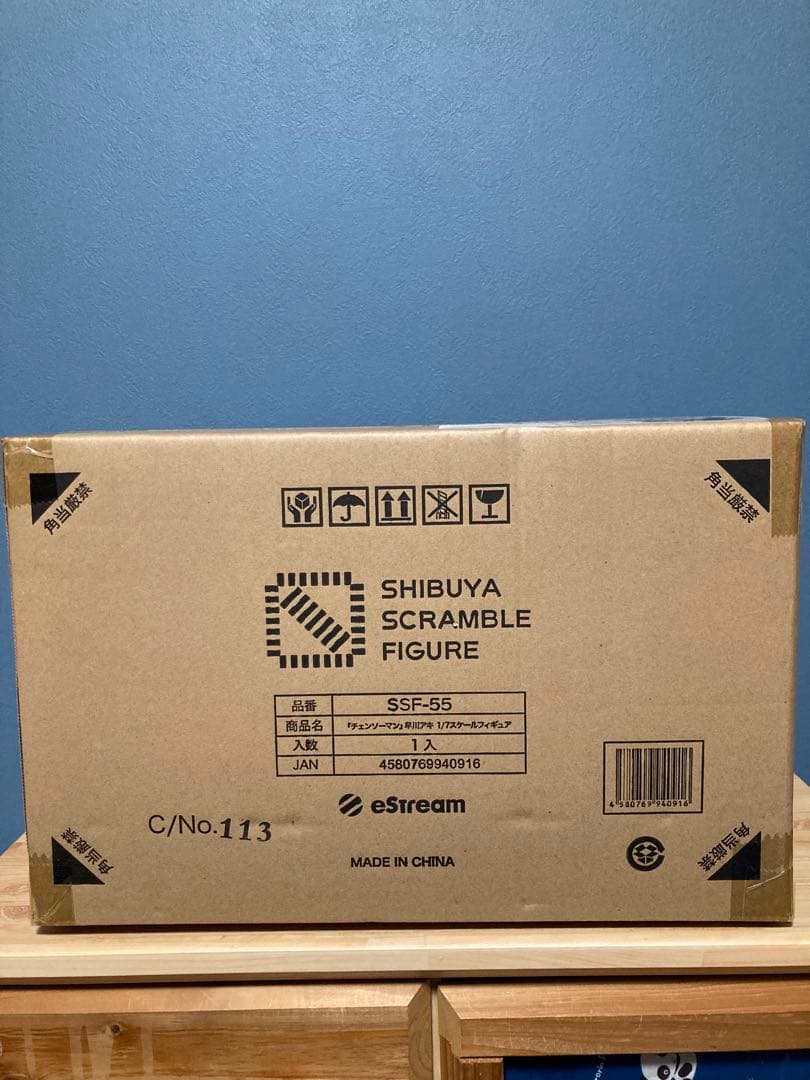 角当厳禁
角当厳禁
SHIBUYA
SCRAMBLE
FIGURE
品番 SSF-55
商品名 『チェンソーマン』早川アキ 1/7スケールフィギュア
入数 1入
JAN 4580769940916
4580769940916
eStream
C/No.113
角当厳禁
角当厳禁
MADE IN CHINA